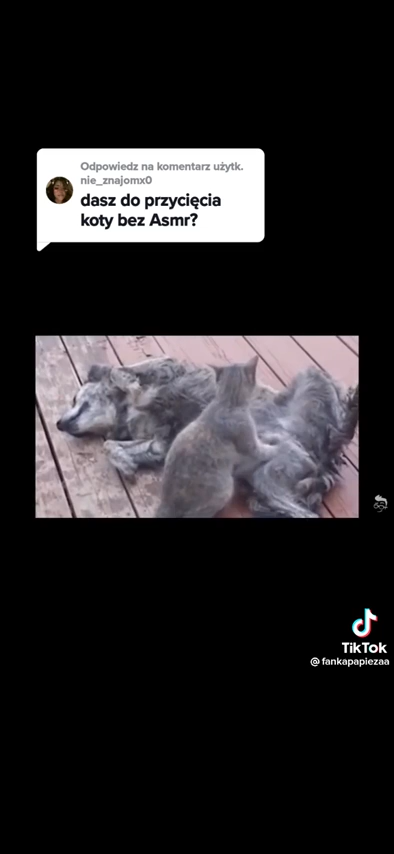 Odpowiedz na komentarz użytk.
nie_znajomx0
dasz do przycięcia
koty bez Asmr?
TikTok
@ fankapapiezaa